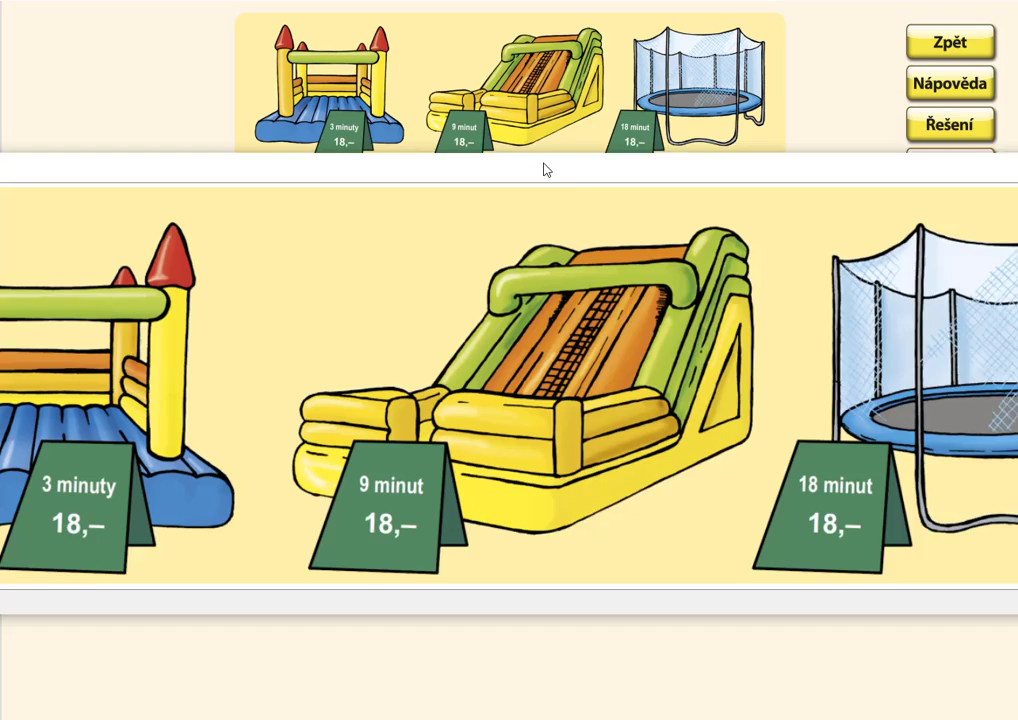 Zpět
Nápověda
Řešení
3 minuty
18,–
9 minut
18,–
18 minut
18,–
3 minuty
18,–
9 minut
18,–
18 minut
18,–